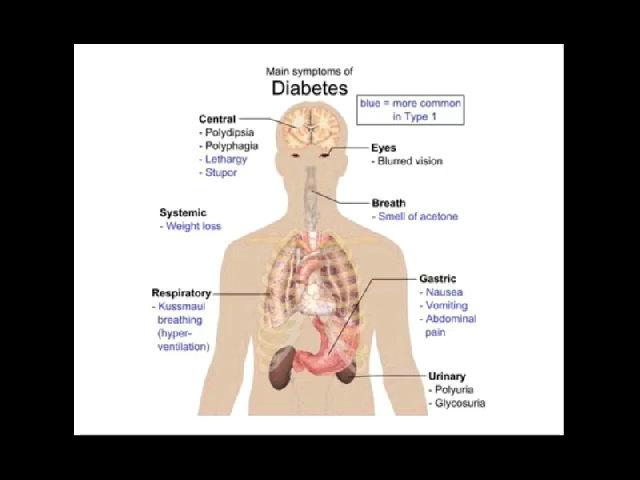 Main symptoms of
Diabetes
blue = more common
in Type 1
Central
- Polydipsia
- Polyphagia
- Lethargy
- Stupor
Eyes
- Blurred vision
Breath
- Smell of acetone
Systemic
- Weight loss
Respiratory
- Kussmaul
breathing
(hyper-
ventilation)
Gastric
- Nausea
- Vomiting
- Abdominal
pain
Urinary
- Polyuria
- Glycosuria